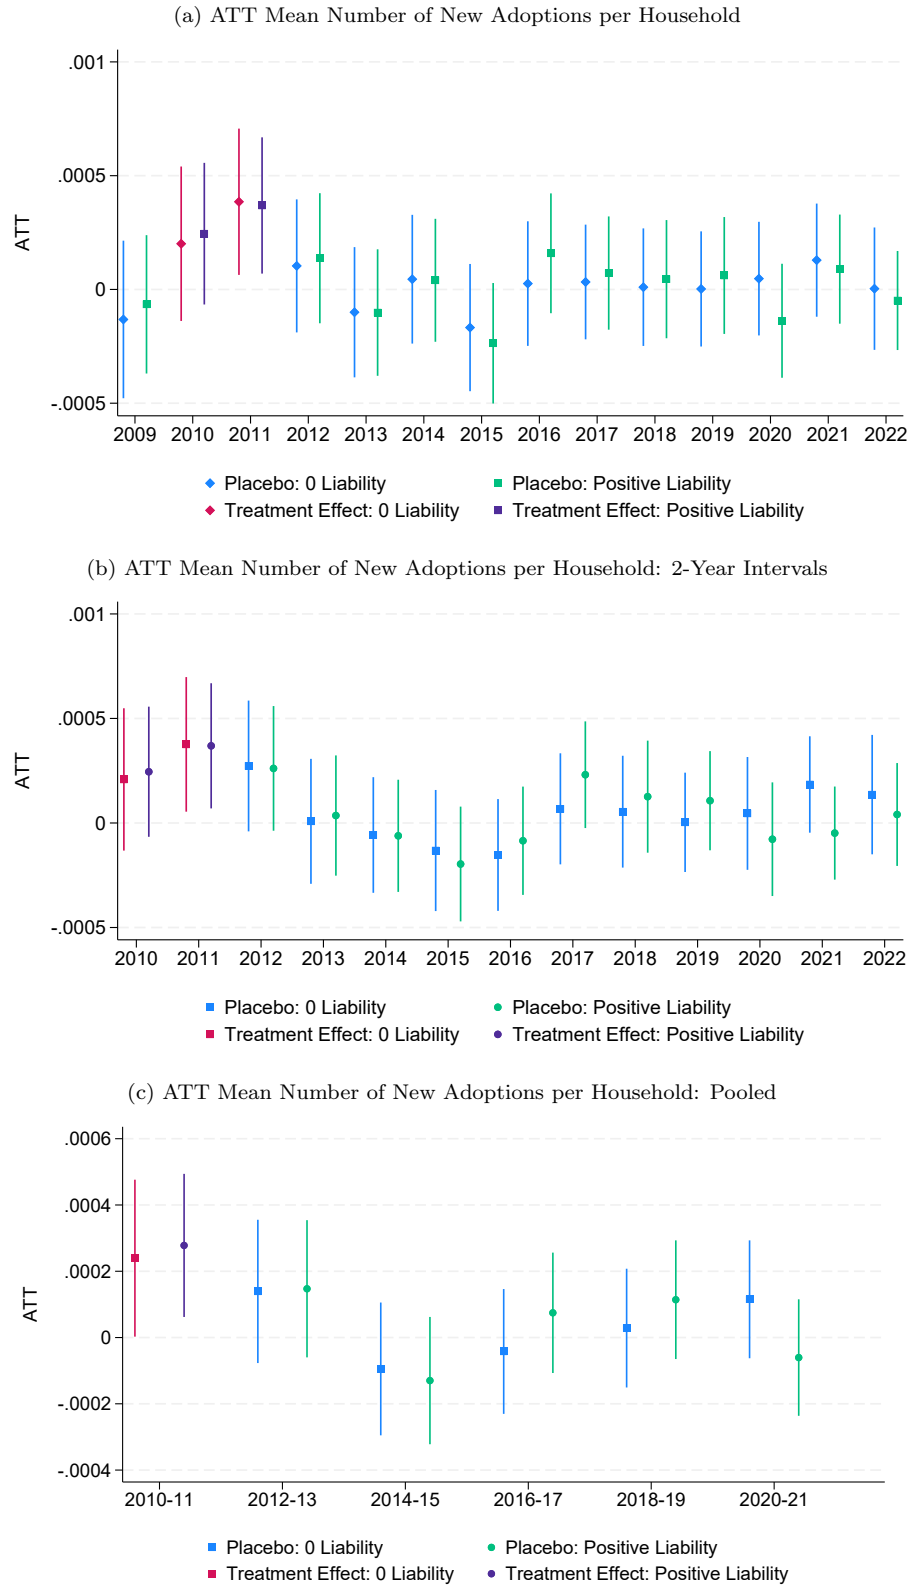 (a) ATT Mean Number of New Adoptions per Household
.001
.0005
0
-.0005
ATT
2009 2010 2011 2012 2013 2014 2015 2016 2017 2018 2019 2020 2021 2022
Placebo: 0 Liability Placebo: Positive Liability
Treatment Effect: 0 Liability Treatment Effect: Positive Liability
(b) ATT Mean Number of New Adoptions per Household: 2-Year Intervals
.001
.0005
0
-.0005
ATT
2010 2011 2012 2013 2014 2015 2016 2017 2018 2019 2020 2021 2022
Placebo: 0 Liability Placebo: Positive Liability
Treatment Effect: 0 Liability Treatment Effect: Positive Liability
(c) ATT Mean Number of New Adoptions per Household: Pooled
.0006
.0004
.0002
0
-.0002
-.0004
ATT
2010-11 2012-13 2014-15 2016-17 2018-19 2020-21
Placebo: 0 Liability Placebo: Positive Liability
Treatment Effect: 0 Liability Treatment Effect: Positive Liability